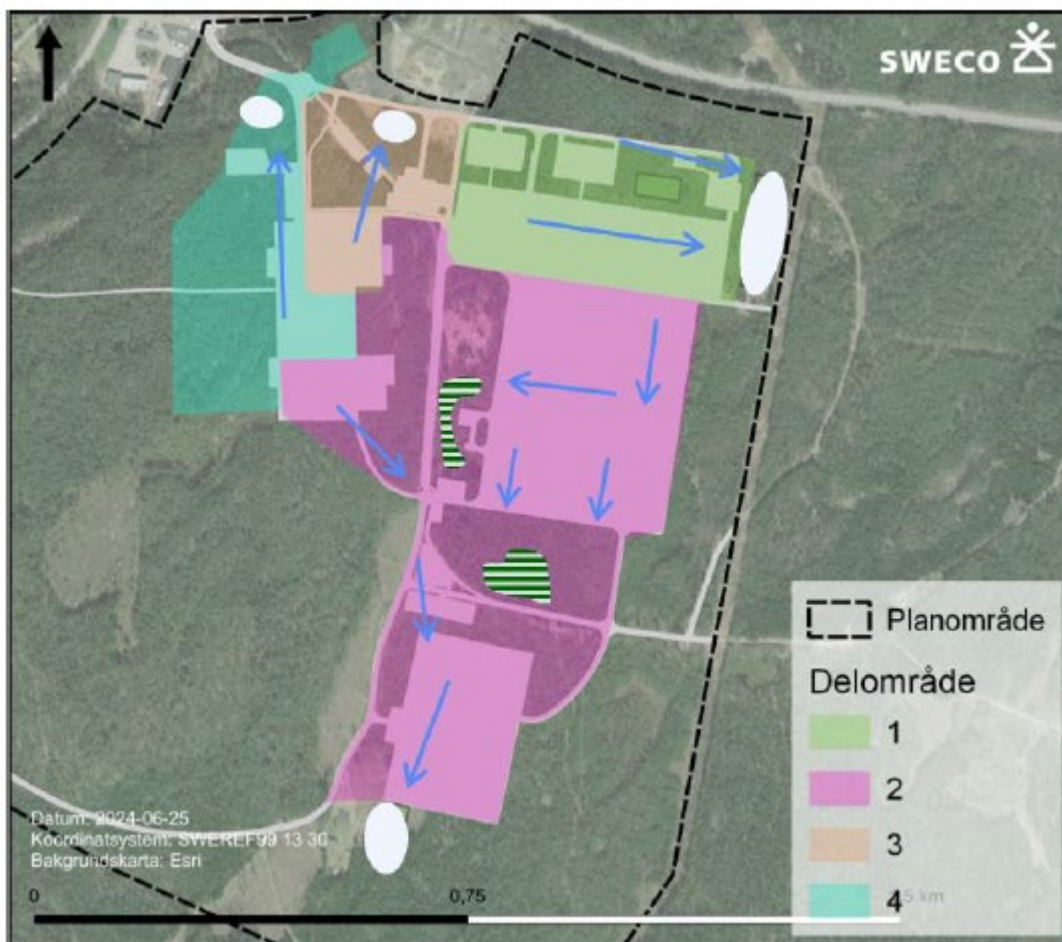 SWECO
Planområde
Delområde
1
2
3
4
Datum: 2024-06-25
Koordinatsystem: SWEREF99 13 30
Bakgrundskarta: Esri
0
0,75
km